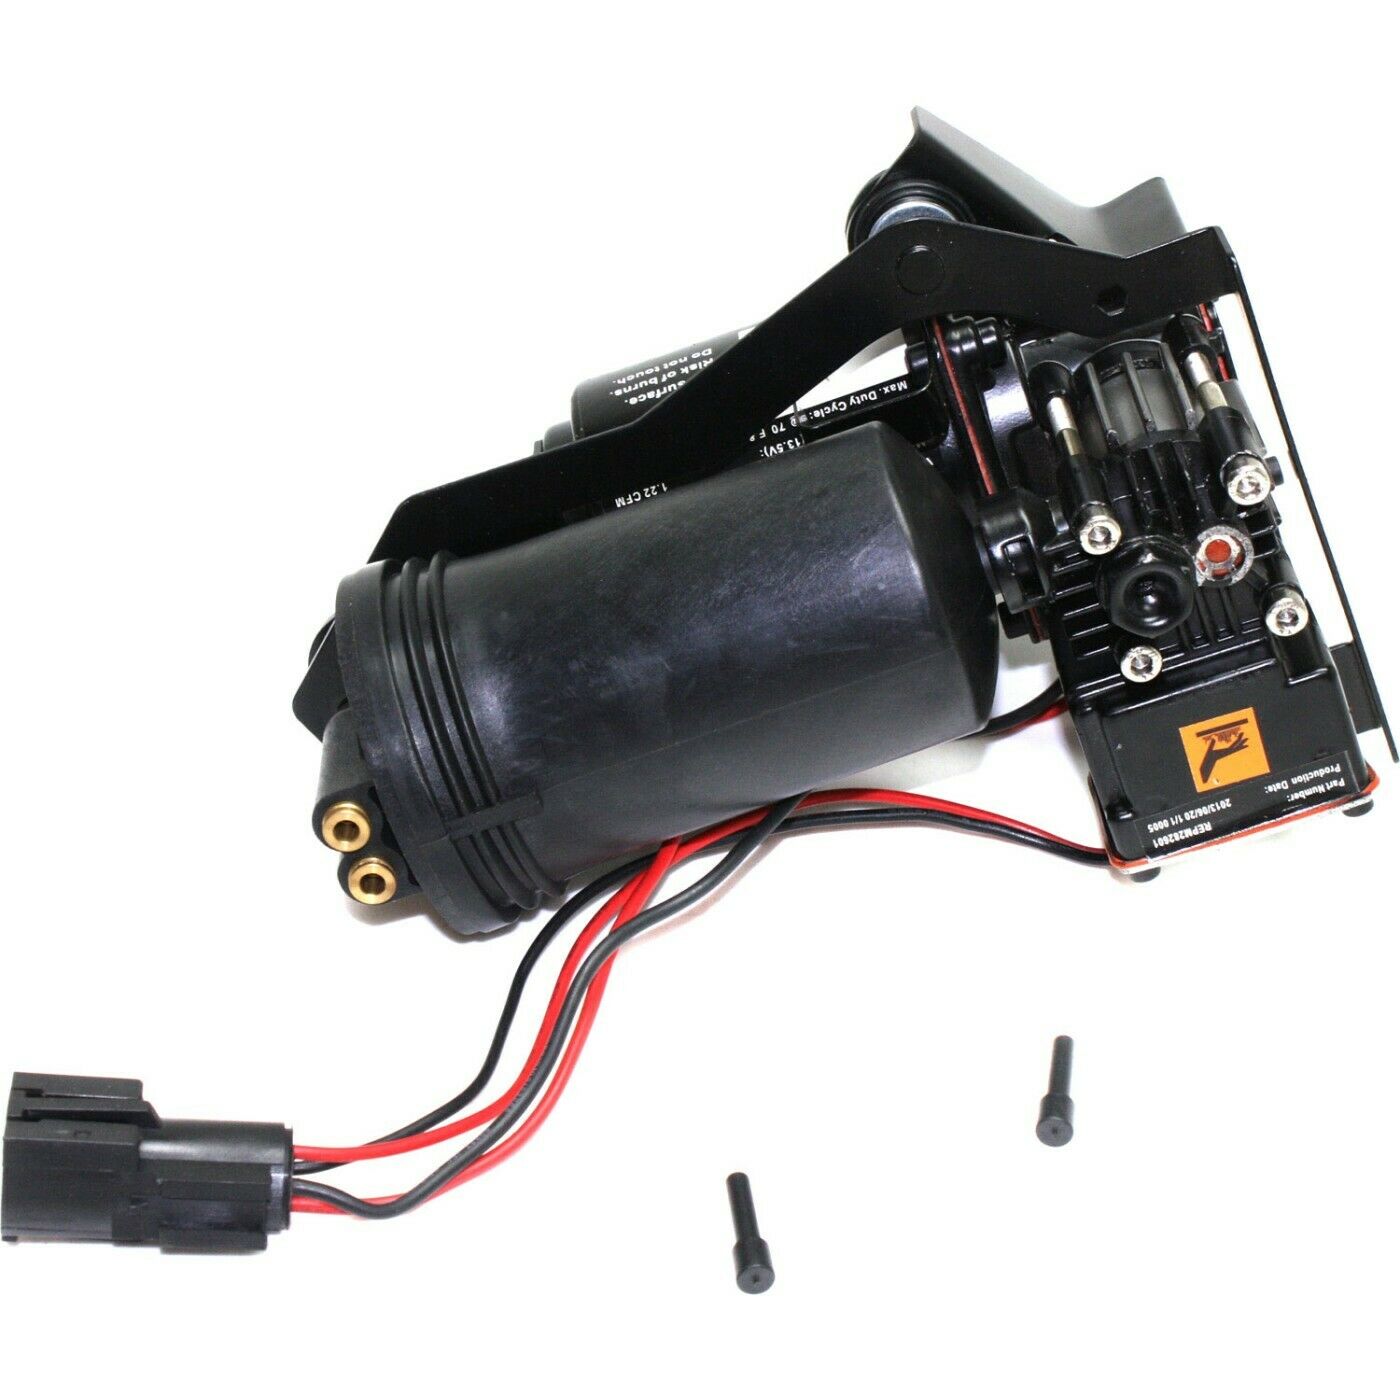 surface.
Risk of burns.
Do not touch.
Max. Duty Cycle:
@ 70 F
(13.5V):
1.22 CFM
Part Number: REPM282601
Production Date: 2013/06/20/1/1 0005